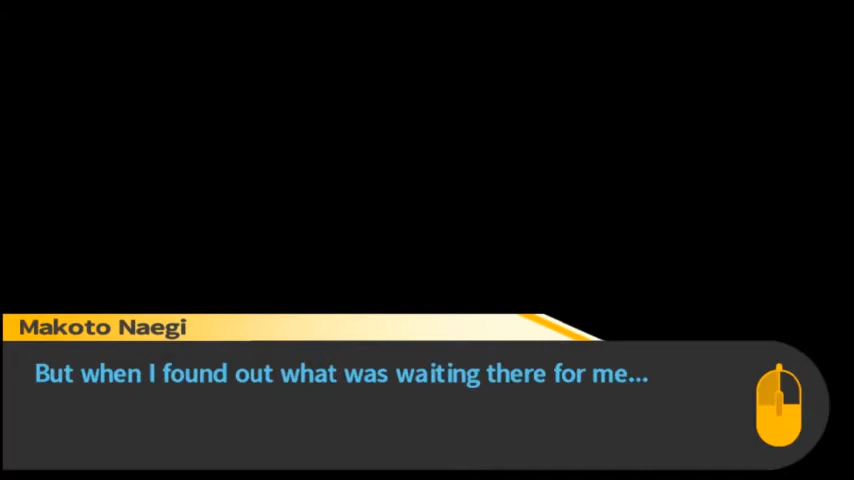 Makoto Naegi
But when I found out what was waiting there for me...